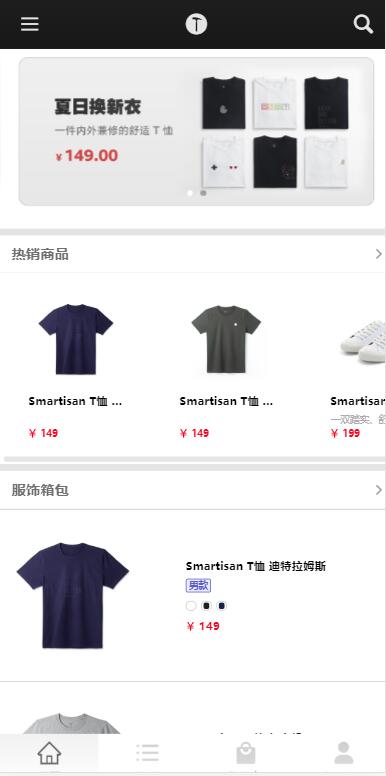 夏日换新衣
一件内外兼修的舒适 T 恤
¥ 149.00
热销商品
Smartisan T恤 ...
¥ 149
Smartisan T恤 ...
¥ 149
Smartisan
一双踏实、舒
¥ 199
服饰箱包
Smartisan T恤 迪特拉姆斯
男款
¥ 149